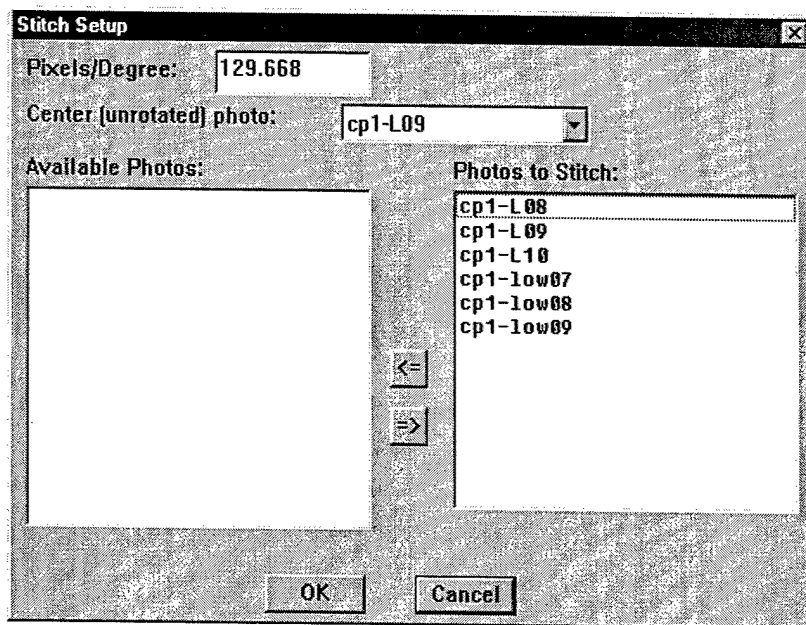 Stitch Setup
Pixels/Degree: 129.668
Center (unrotated) photo: cp1-L09
Available Photos:
Photos to Stitch:
cp1-L08
cp1-L09
cp1-L10
cp1-low07
cp1-low08
cp1-low09
<=
=>
OK Cancel